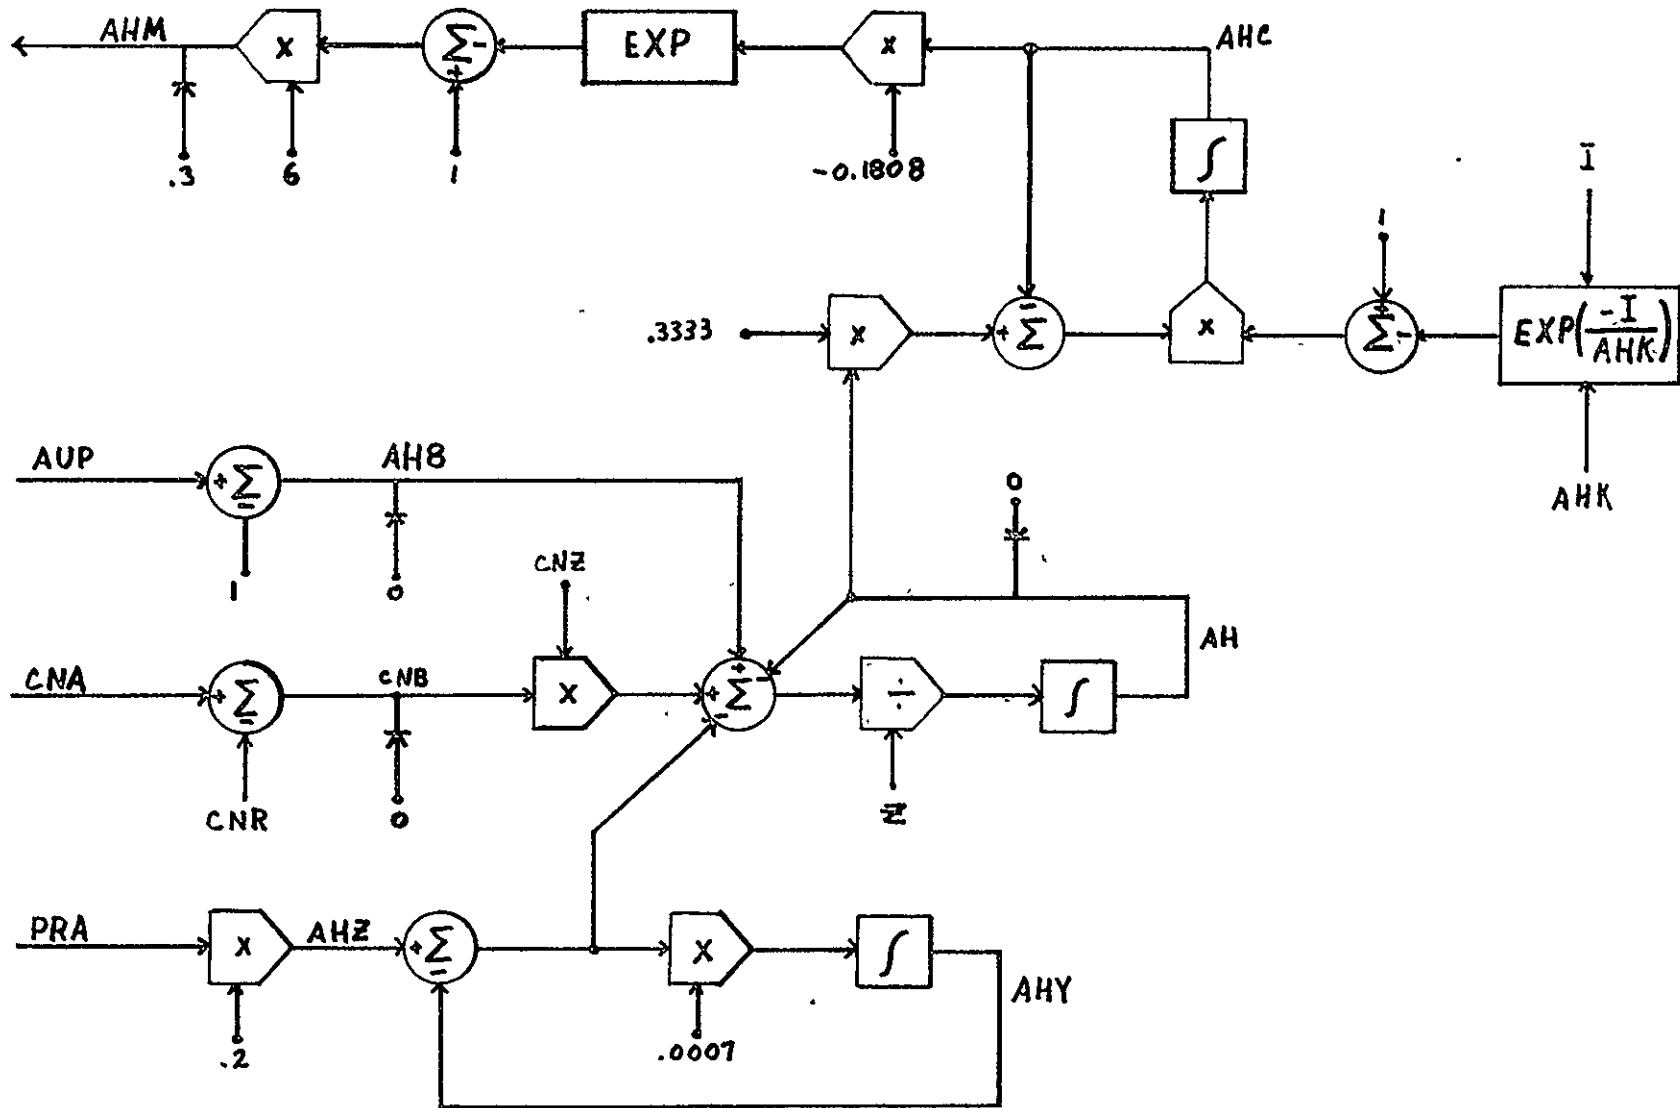 AHM
X
Σ
-
+
EXP
X
AHC
.3
6
1
-0.1808
∫
I
1
.3333
X
+ Σ -
X
+
Σ -
EXP(-I/AHK)
AUP
+ Σ
-
AH8
0
AHK
1
0
CNZ
AH
CNA
+ Σ
-
CNB
X
+
+ Σ -
-
÷
∫
CNR
0
Z
PRA
X
AHZ
+ Σ
-
X
∫
AHY
.2
.0007